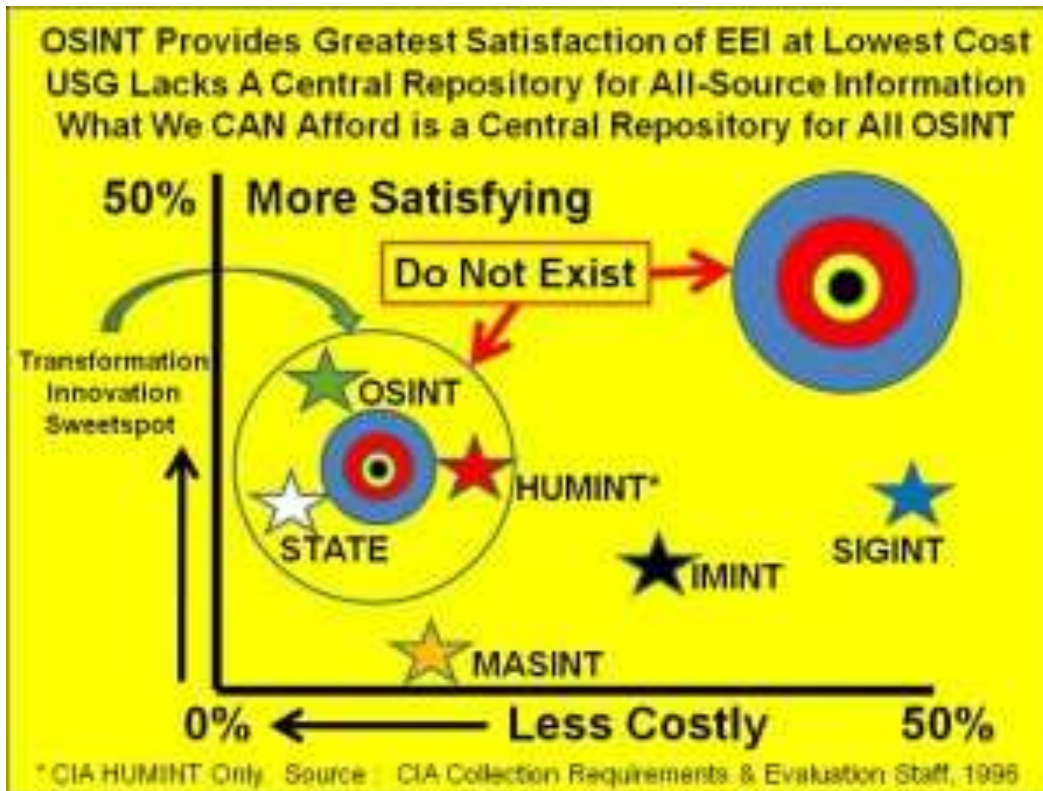 OSINT Provides Greatest Satisfaction of EEI at Lowest Cost
USG Lacks A Central Repository for All-Source Information
What We CAN Afford is a Central Repository for All OSINT
50%
More Satisfying
Do Not Exist
Transformation
Innovation
Sweetspot
OSINT
HUMINT*
STATE
SIGINT
IMINT
MASINT
0%
Less Costly
50%
* CIA HUMINT Only. Source : CIA Collection Requirements & Evaluation Staff, 1996